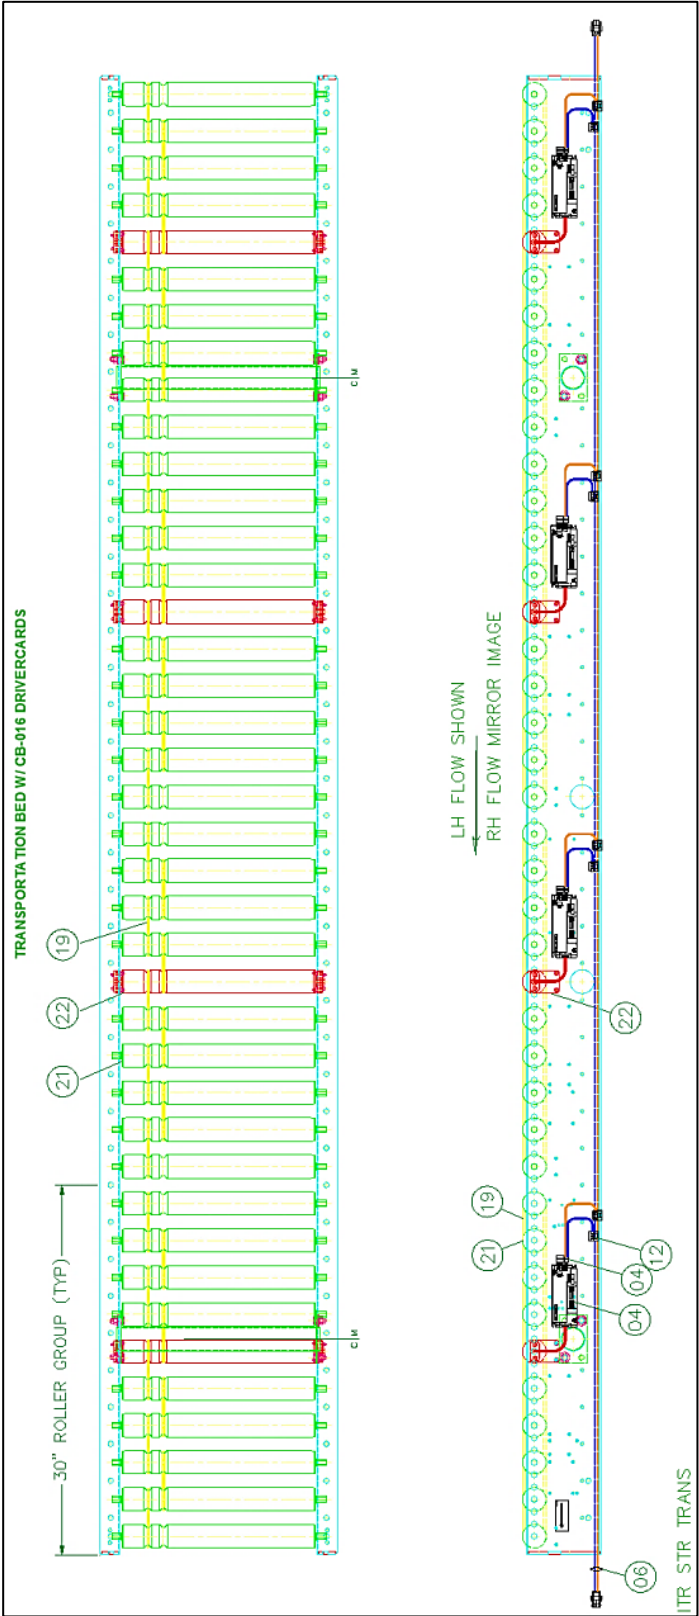 TRANSPORTATION BED W/ CB-016 DRIVERCARDS
30" ROLLER GROUP (TYP)
21
22
19
C M
C M
LH FLOW SHOWN
RH FLOW MIRROR IMAGE
21
19
22
04
04
12
06
ITR STR TRANS